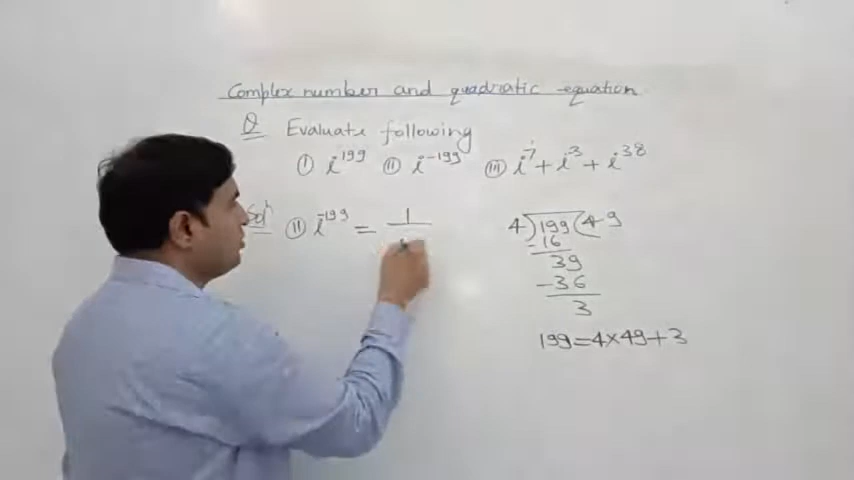 Complex number and quadratic equation
Q Evaluate following
(I) i^199 (II) i^-199 (III) i^7 + i^3 + i^38
Sol^n (II) i^-199 = 1/
4)199(49
-16
39
-36
3
199=4×49+3